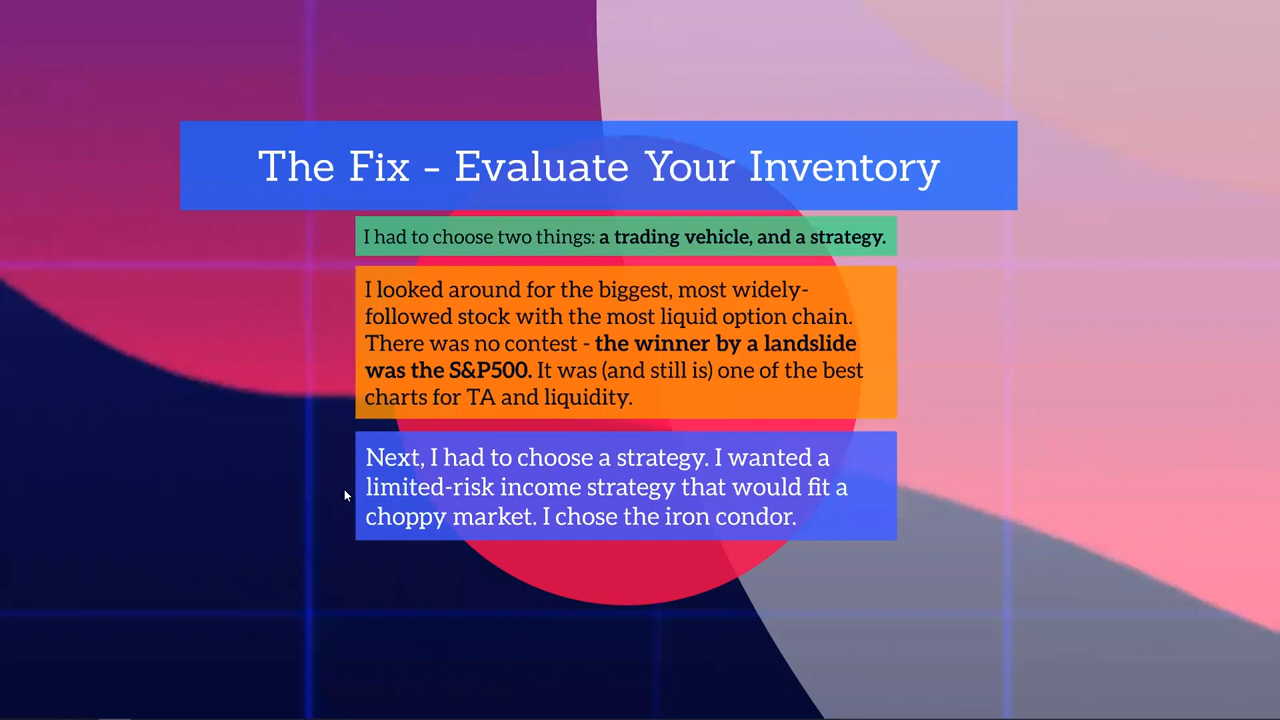 The Fix - Evaluate Your Inventory
I had to choose two things: a trading vehicle, and a strategy.
I looked around for the biggest, most widely-
followed stock with the most liquid option chain.
There was no contest - the winner by a landslide
was the S&P500. It was (and still is) one of the best
charts for TA and liquidity.
Next, I had to choose a strategy. I wanted a
limited-risk income strategy that would fit a
choppy market. I chose the iron condor.